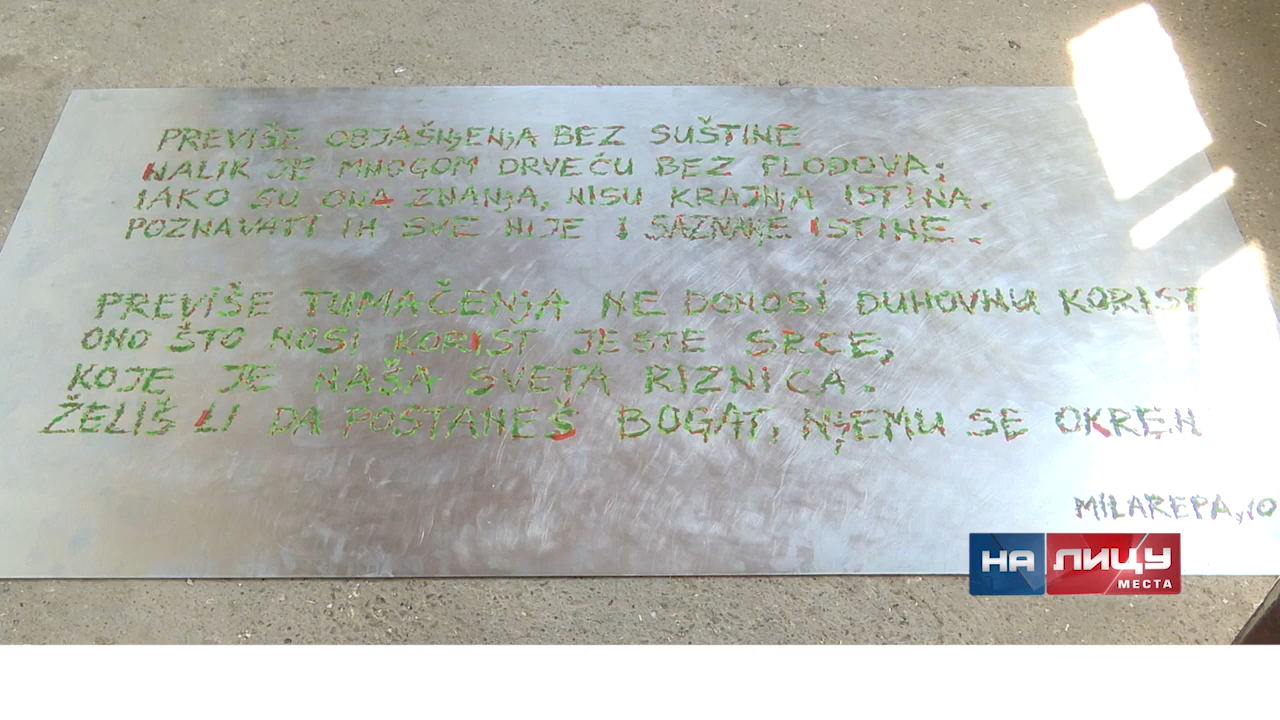 PREVIŠE OBJAŠNjENjA BEZ SUŠTINE
NALIK JE MNOGOM DRVEĆU BEZ PLODOVA;
IAKO SU ONA ZNANjA, NISU KRAJNjA ISTINA.
POZNAVATI IH SVE NIJE I SAZNANjE ISTINE.
PREVIŠE TUMAČENjA NE DONOSI DUHOVNU KORIST
ONO ŠTO NOSI KORIST JESTE SRCE,
KOJE JE NAŠA SVETA RIZNICA.
ŽELIŠ LI DA POSTANEŠ BOGAT, NjEMU SE OKREN
MILAREPA, 10
НА ЛИЦУ
МЕСТА